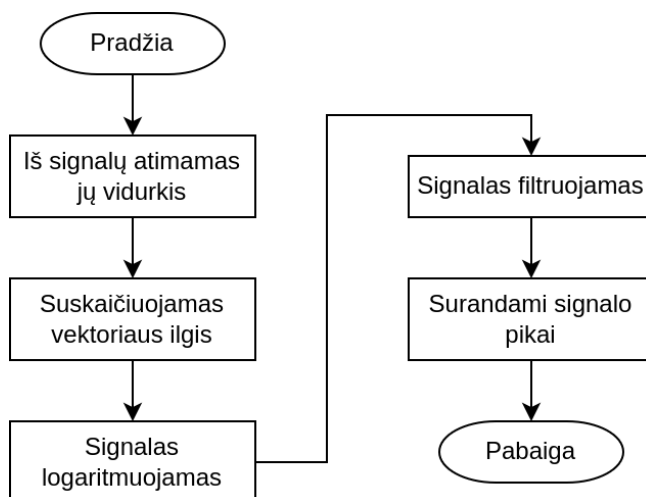 Pradžia
Iš signalų atimamas
jų vidurkis
Suskaičiuojamas
vektoriaus ilgis
Signalas
logaritmuojamas
Signalas filtruojamas
Surandami signalo
pikai
Pabaiga